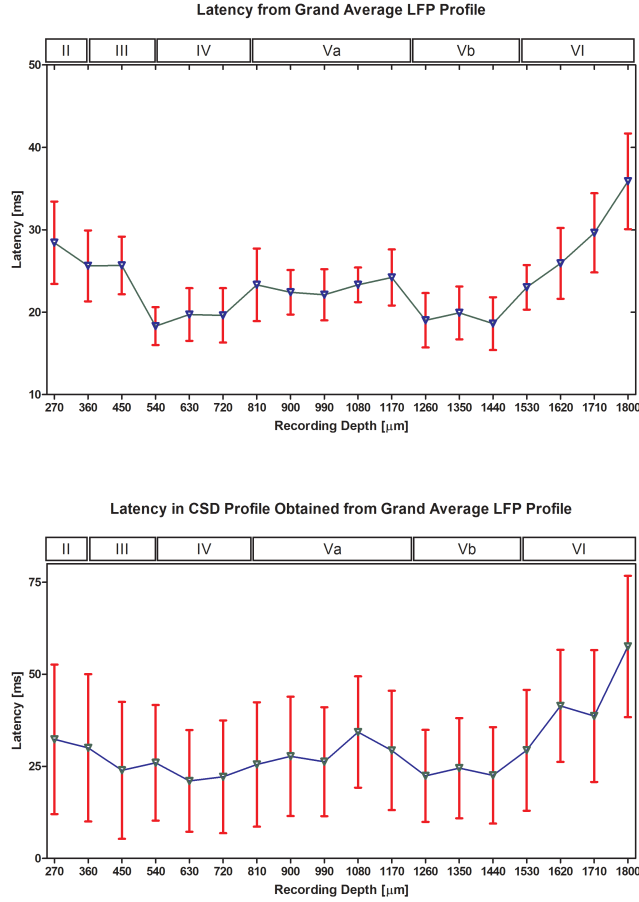 Latency from Grand Average LFP Profile
II III IV Va Vb VI
50
40
30
20
10
Latency [ms]
270 360 450 540 630 720 810 900 990 1080 1170 1260 1350 1440 1530 1620 1710 1800
Recording Depth [μm]
Latency in CSD Profile Obtained from Grand Average LFP Profile
II III IV Va Vb VI
75
50
25
0
Latency [ms]
270 360 450 540 630 720 810 900 990 1080 1170 1260 1350 1440 1530 1620 1710 1800
Recording Depth [μm]